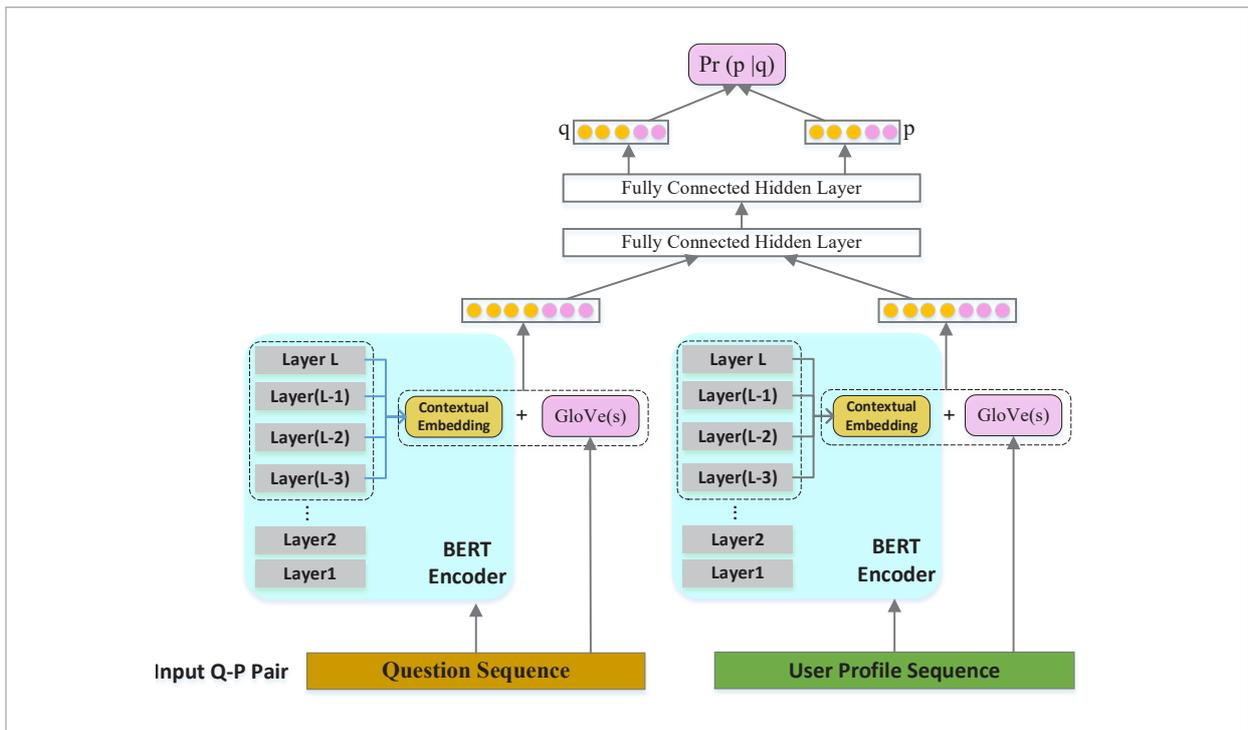 Pr (p |q)
q
p
Fully Connected Hidden Layer
Fully Connected Hidden Layer
Layer L
Layer(L-1)
Layer(L-2)
Layer(L-3)
⋮
Layer2
Layer1
Contextual
Embedding
+
GloVe(s)
BERT
Encoder
Layer L
Layer(L-1)
Layer(L-2)
Layer(L-3)
⋮
Layer2
Layer1
Contextual
Embedding
+
GloVe(s)
BERT
Encoder
Input Q-P Pair
Question Sequence
User Profile Sequence